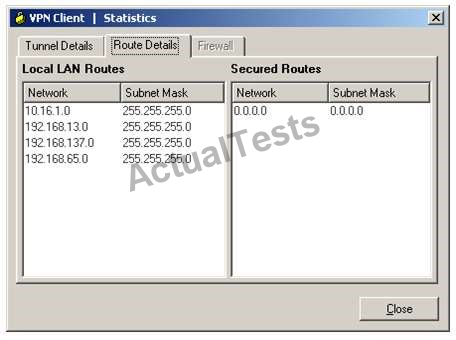 VPN Client | Statistics
Tunnel Details Route Details Firewall
Local LAN Routes Secured Routes
Network Subnet Mask Network Subnet Mask
10.16.1.0 255.255.255.0 0.0.0.0 0.0.0.0
192.168.13.0 255.255.255.0
192.168.137.0 255.255.255.0
192.168.65.0 255.255.255.0
ActualTests
Close